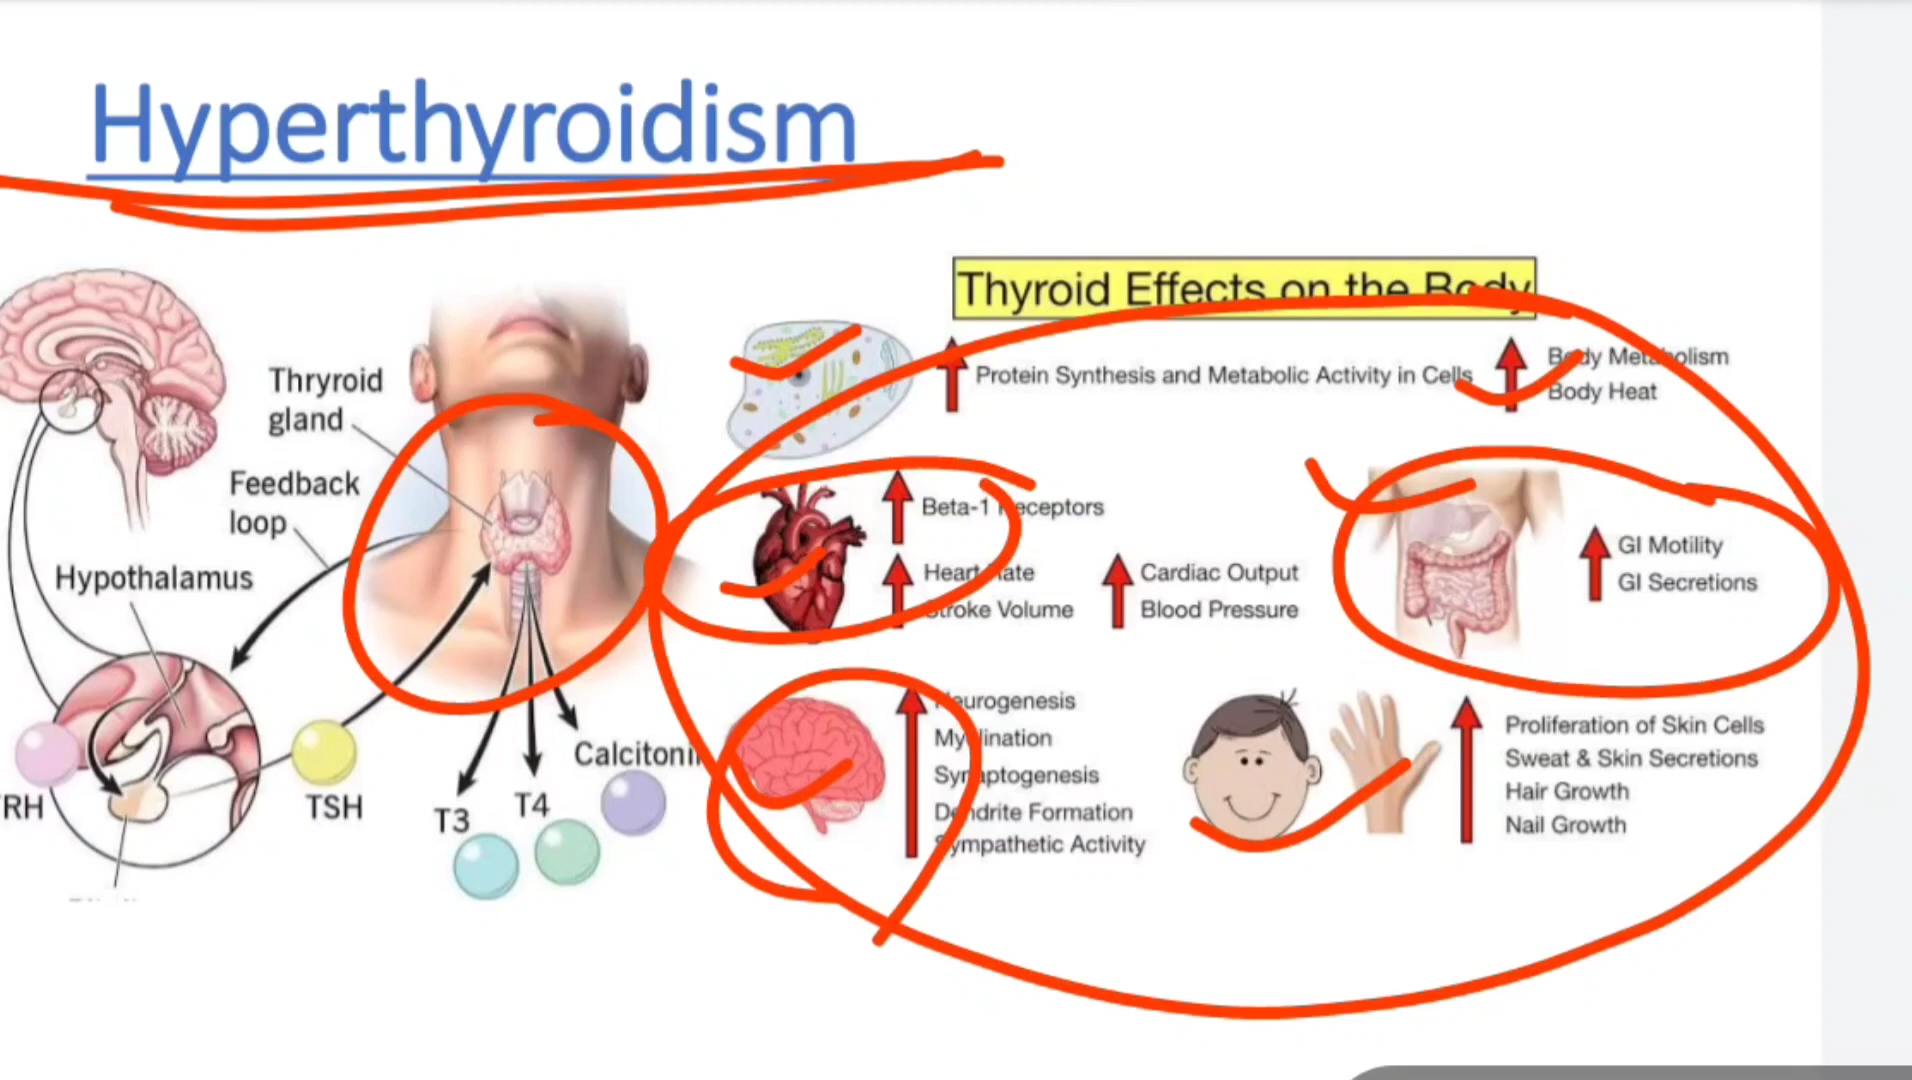 Hyperthyroidism
Thyroid Effects on the Body
Thryroid
gland
Feedback
loop
Hypothalamus
RH
TSH
T3
T4
Calcitoni
Protein Synthesis and Metabolic Activity in Cells
Body Metabolism
Body Heat
Beta-1 Receptors
Heart Rate
Stroke Volume
Cardiac Output
Blood Pressure
GI Motility
GI Secretions
Neurogenesis
Myelination
Synaptogenesis
Dendrite Formation
Sympathetic Activity
Proliferation of Skin Cells
Sweat & Skin Secretions
Hair Growth
Nail Growth